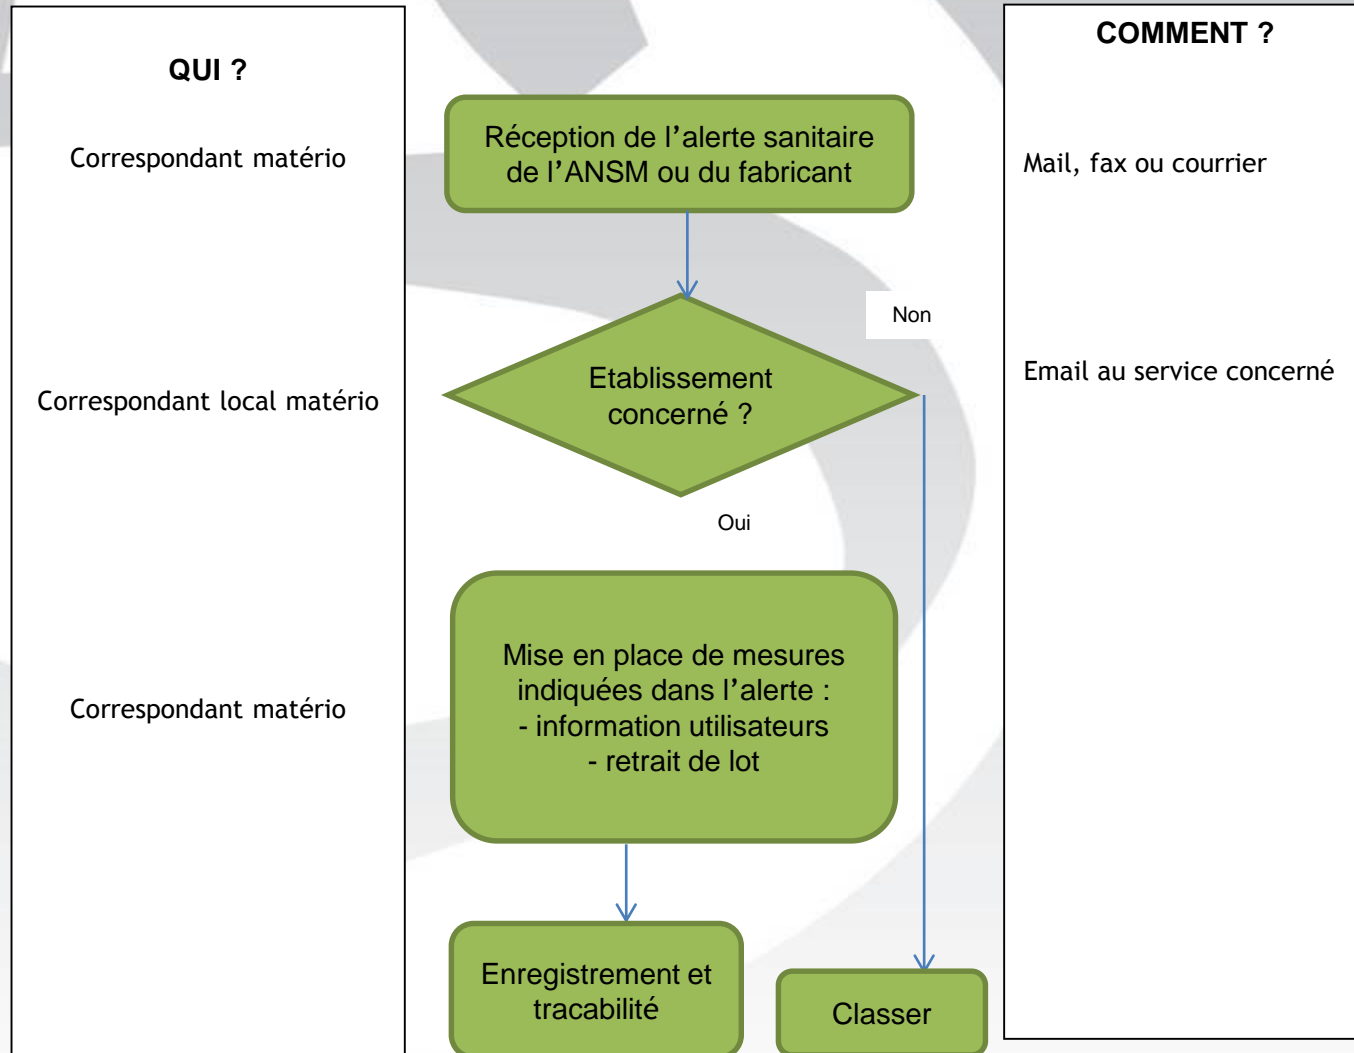 QUI ?
Correspondant matério
Correspondant local matério
Correspondant matério
Réception de l’alerte sanitaire
de l’ANSM ou du fabricant
Non
Etablissement
concerné ?
Oui
Mise en place de mesures
indiquées dans l’alerte :
- information utilisateurs
- retrait de lot
Enregistrement et
tracabilité
Classer
COMMENT ?
Mail, fax ou courrier
Email au service concerné